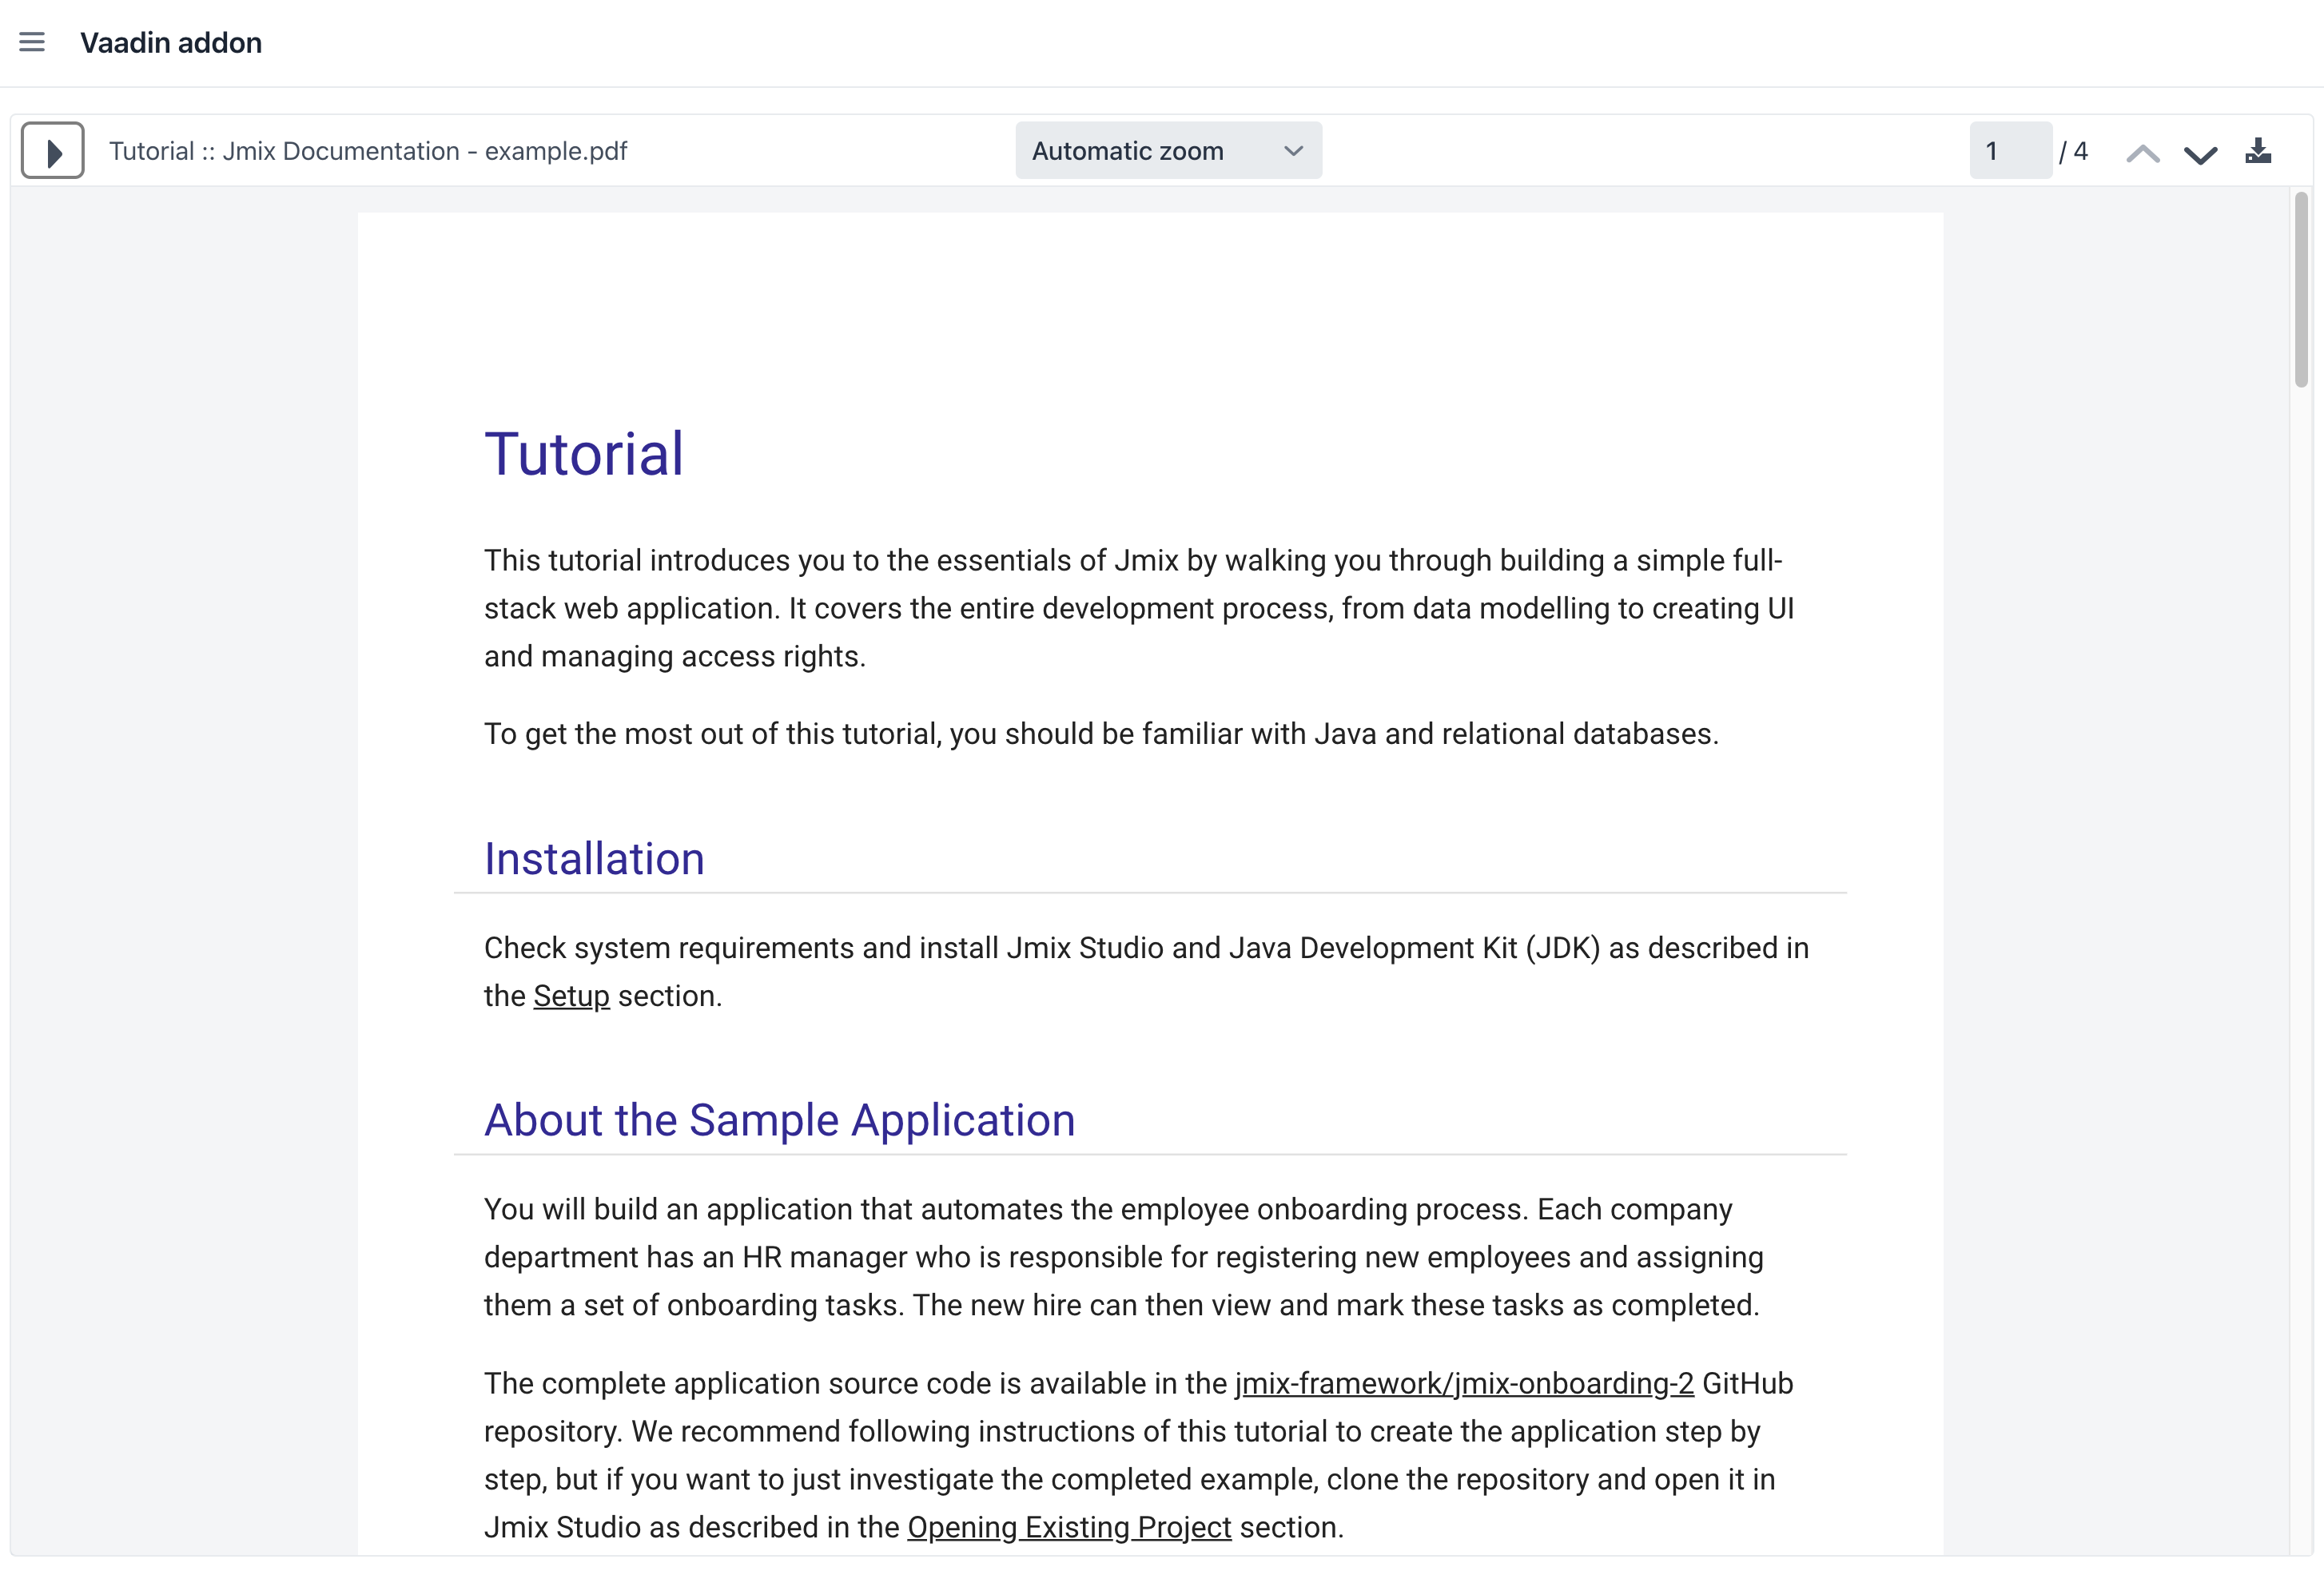 Vaadin addon
Tutorial :: Jmix Documentation - example.pdf
Automatic zoom
1 / 4
Tutorial
This tutorial introduces you to the essentials of Jmix by walking you through building a simple full-
stack web application. It covers the entire development process, from data modelling to creating UI
and managing access rights.
To get the most out of this tutorial, you should be familiar with Java and relational databases.
Installation
Check system requirements and install Jmix Studio and Java Development Kit (JDK) as described in
the Setup section.
About the Sample Application
You will build an application that automates the employee onboarding process. Each company
department has an HR manager who is responsible for registering new employees and assigning
them a set of onboarding tasks. The new hire can then view and mark these tasks as completed.
The complete application source code is available in the jmix-framework/jmix-onboarding-2 GitHub
repository. We recommend following instructions of this tutorial to create the application step by
step, but if you want to just investigate the completed example, clone the repository and open it in
Jmix Studio as described in the Opening Existing Project section.